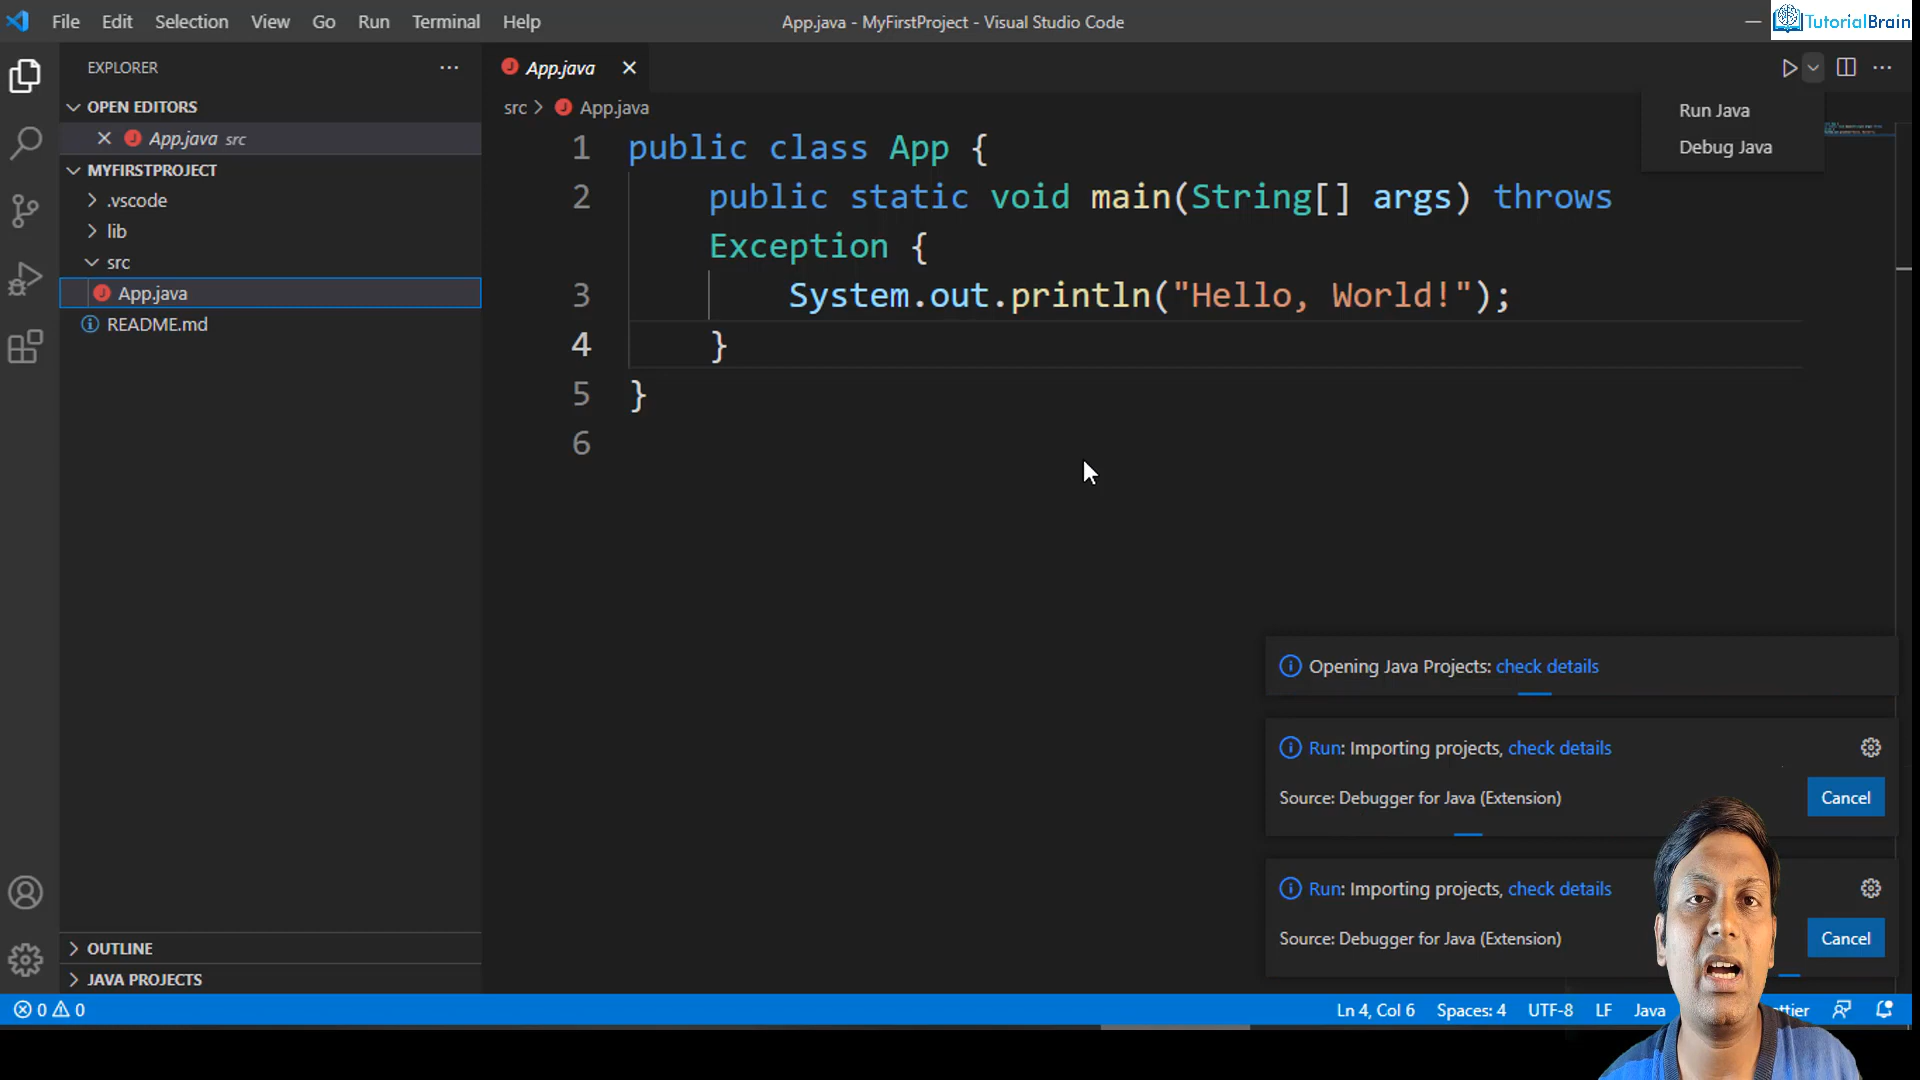 File Edit Selection View Go Run Terminal Help
App.java - MyFirstProject - Visual Studio Code
TutorialBrain
EXPLORER
OPEN EDITORS
App.java src
MYFIRSTPROJECT
.vscode
lib
src
App.java
README.md
OUTLINE
JAVA PROJECTS
App.java
src > App.java
Run Java
Debug Java
1 public class App {
2 public static void main(String[] args) throws
Exception {
3 System.out.println("Hello, World!");
4 }
5 }
6
Opening Java Projects: check details
Run: Importing projects, check details
Source: Debugger for Java (Extension)
Cancel
Run: Importing projects, check details
Source: Debugger for Java (Extension)
Cancel
0 0
Ln 4, Col 6 Spaces: 4 UTF-8 LF Java